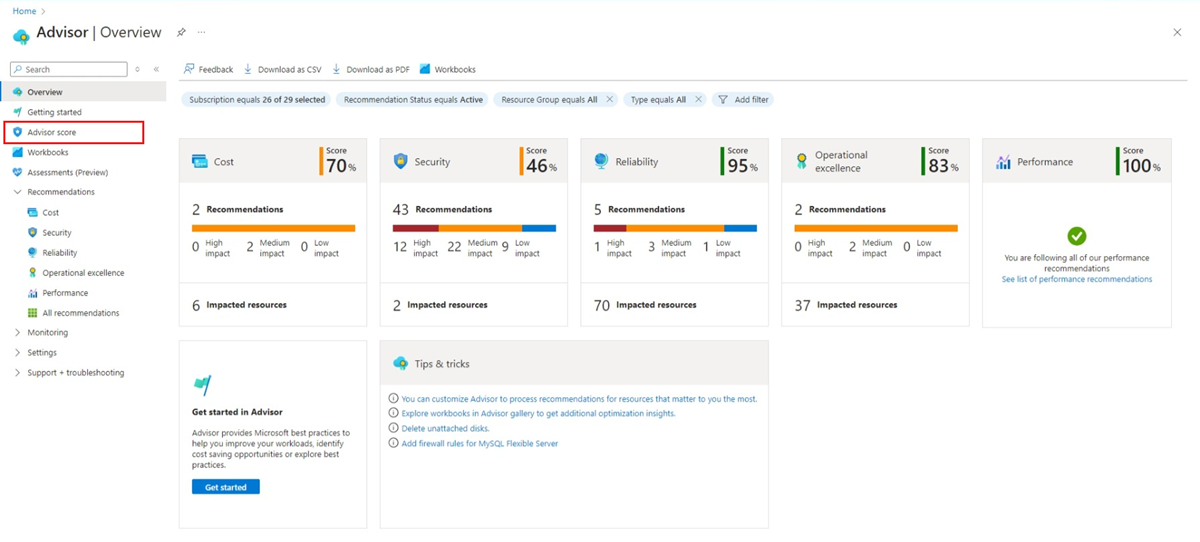 Home
Advisor | Overview
Search
Overview
Getting started
Advisor score
Workbooks
Assessments (Preview)
Recommendations
Cost
Security
Reliability
Operational excellence
Performance
All recommendations
Monitoring
Settings
Support + troubleshooting
Feedback
Download as CSV
Download as PDF
Workbooks
Subscription equals 26 of 29 selected
Recommendation Status equals Active
Resource Group equals All
Type equals All
Add filter
Cost
Score
70%
2 Recommendations
0 High impact
2 Medium impact
0 Low impact
6 Impacted resources
Security
Score
46%
43 Recommendations
12 High impact
22 Medium impact
9 Low impact
2 Impacted resources
Reliability
Score
95%
5 Recommendations
1 High impact
3 Medium impact
1 Low impact
70 Impacted resources
Operational
excellence
Score
83%
2 Recommendations
0 High impact
2 Medium impact
0 Low impact
37 Impacted resources
Performance
Score
100%
You are following all of our performance
recommendations
See list of performance recommendations
Get started in Advisor
Advisor provides Microsoft best practices to
help you improve your workloads, identify
cost saving opportunities or explore best
practices.
Get started
Tips & tricks
You can customize Advisor to process recommendations for resources that matter to you the most.
Explore workbooks in Advisor gallery to get additional optimization insights.
Delete unattached disks.
Add firewall rules for MySQL Flexible Server